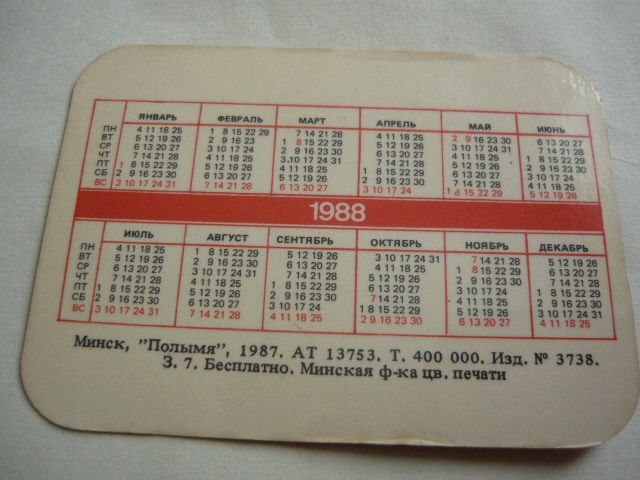 ЯНВАРЬ ФЕВРАЛЬ МАРТ АПРЕЛЬ МАЙ ИЮНЬ
ПН 4 11 18 25 1 8 15 22 29 7 14 21 28 4 11 18 25 2 9 16 23 30 6 13 20 27
ВТ 5 12 19 26 2 9 16 23 1 8 15 22 29 5 12 19 26 3 10 17 24 31 7 14 21 28
СР 6 13 20 27 3 10 17 24 2 9 16 23 30 6 13 20 27 4 11 18 25 1 8 15 22 29
ЧТ 7 14 21 28 4 11 18 25 3 10 17 24 31 7 14 21 28 5 12 19 26 2 9 16 23 30
ПТ 1 8 15 22 29 5 12 19 26 4 11 18 25 1 8 15 22 29 6 13 20 27 3 10 17 24
СБ 2 9 16 23 30 6 13 20 27 5 12 19 26 2 9 16 23 30 7 14 21 28 4 11 18 25
ВС 3 10 17 24 31 7 14 21 28 6 13 20 27 3 10 17 24 1 8 15 22 29 5 12 19 26
1988
ИЮЛЬ АВГУСТ СЕНТЯБРЬ ОКТЯБРЬ НОЯБРЬ ДЕКАБРЬ
ПН 4 11 18 25 1 8 15 22 29 5 12 19 26 3 10 17 24 31 7 14 21 28 5 12 19 26
ВТ 5 12 19 26 2 9 16 23 30 6 13 20 27 4 11 18 25 1 8 15 22 29 6 13 20 27
СР 6 13 20 27 3 10 17 24 31 7 14 21 28 5 12 19 26 2 9 16 23 30 7 14 21 28
ЧТ 7 14 21 28 4 11 18 25 1 8 15 22 29 6 13 20 27 3 10 17 24 1 8 15 22 29
ПТ 1 8 15 22 29 5 12 19 26 2 9 16 23 30 7 14 21 28 4 11 18 25 2 9 16 23 30
СБ 2 9 16 23 30 6 13 20 27 3 10 17 24 1 8 15 22 29 5 12 19 26 3 10 17 24 31
ВС 3 10 17 24 31 7 14 21 28 4 11 18 25 2 9 16 23 30 6 13 20 27 4 11 18 25
Минск, "Полымя", 1987. АТ 13753. Т. 400 000. Изд. № 3738.
З. 7. Бесплатно. Минская ф-ка цв. печати